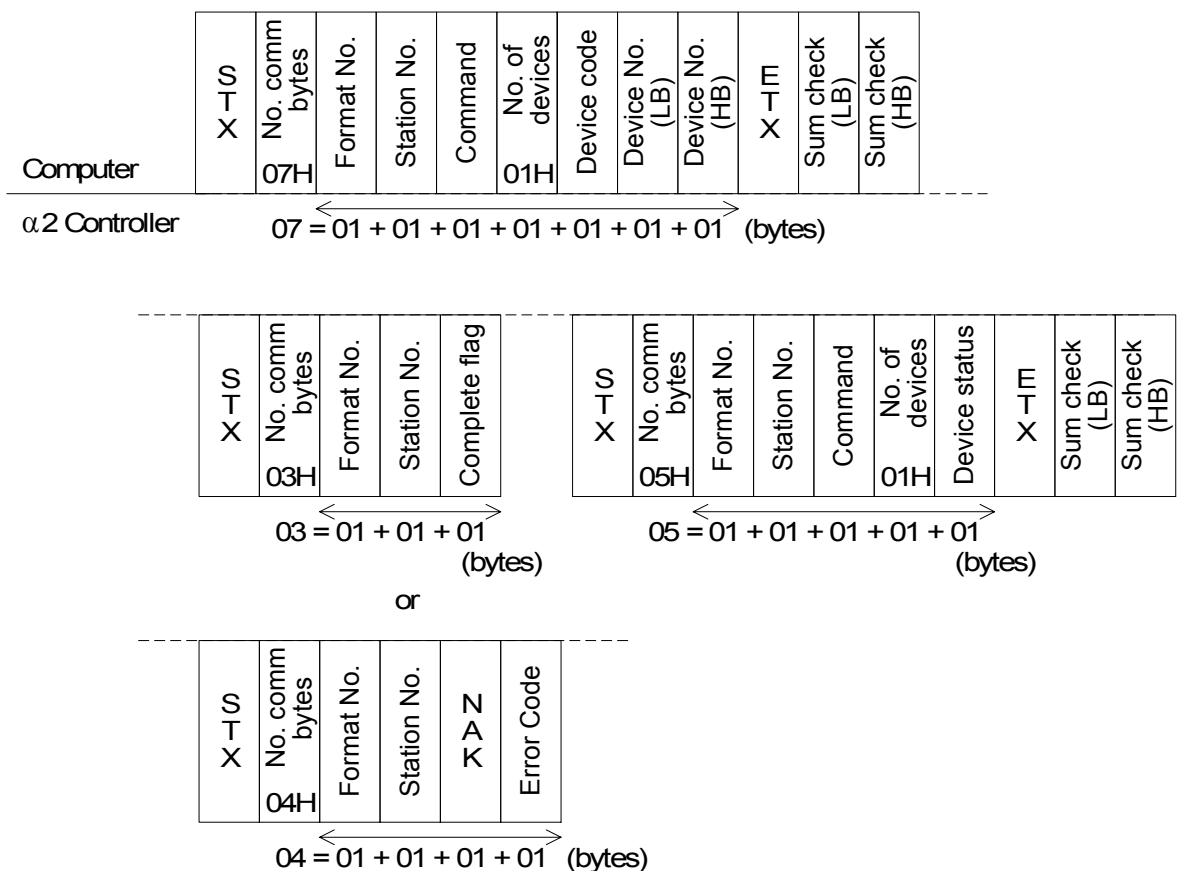 STX
No. comm bytes
07H
Format No.
Station No.
Command
No. of devices
01H
Device code
Device No. (LB)
Device No. (HB)
ETX
Sum check (LB)
Sum check (HB)
Computer
α2 Controller
07 = 01 + 01 + 01 + 01 + 01 + 01 + 01 (bytes)
STX
No. comm bytes
03H
Format No.
Station No.
Complete flag
03 = 01 + 01 + 01
(bytes)
STX
No. comm bytes
05H
Format No.
Station No.
Command
No. of devices
01H
Device status
ETX
Sum check (LB)
Sum check (HB)
05 = 01 + 01 + 01 + 01 + 01
(bytes)
or
STX
No. comm bytes
04H
Format No.
Station No.
NAK
Error Code
04 = 01 + 01 + 01 + 01 (bytes)